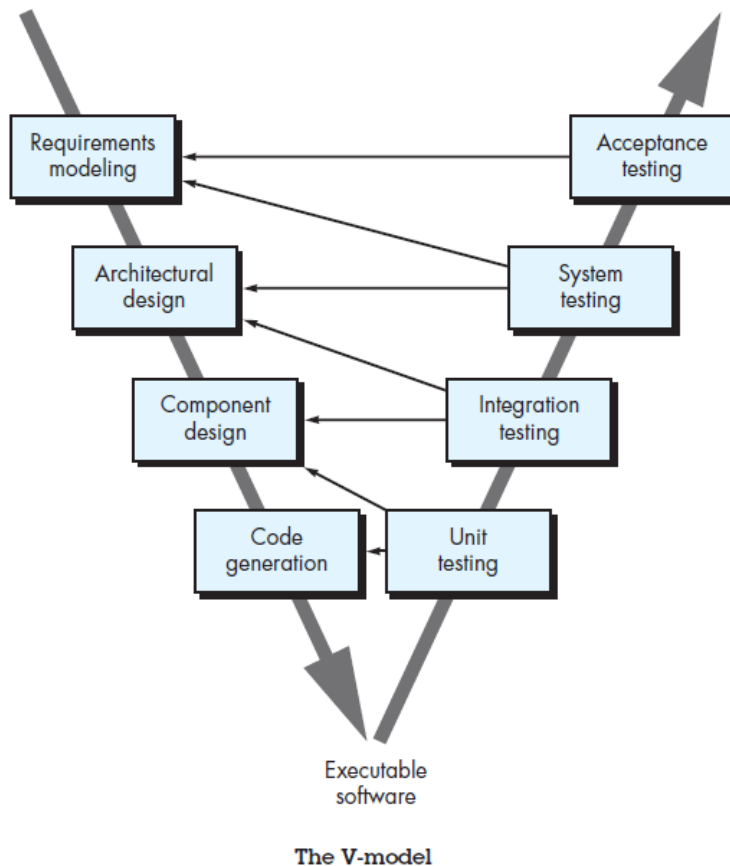 Requirements
modeling
Acceptance
testing
Architectural
design
System
testing
Component
design
Integration
testing
Code
generation
Unit
testing
Executable
software
The V-model